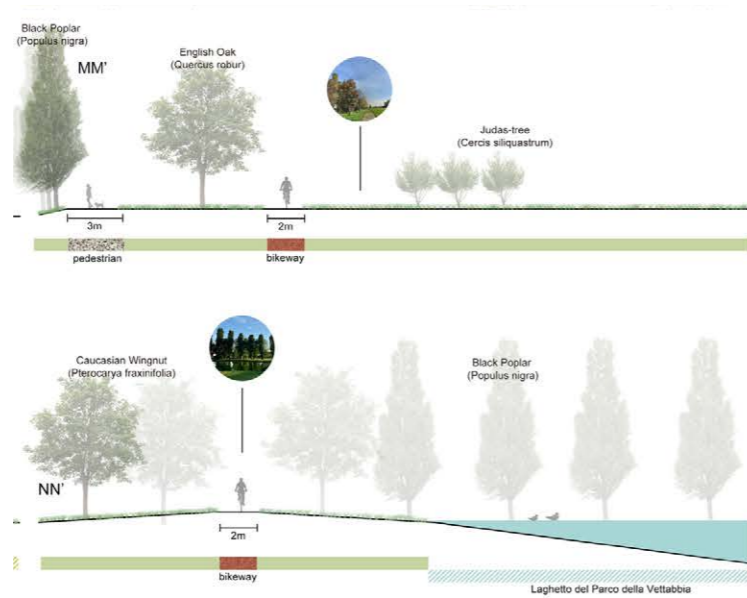 Black Poplar
(Populus nigra)
MM'
English Oak
(Quercus robur)
Judas-tree
(Cercis siliquastrum)
3m
2m
pedestrian
bikeway
Caucasian Wingnut
(Pterocarya fraxinifolia)
Black Poplar
(Populus nigra)
NN'
2m
bikeway
Laghetto del Parco della Vettabbia